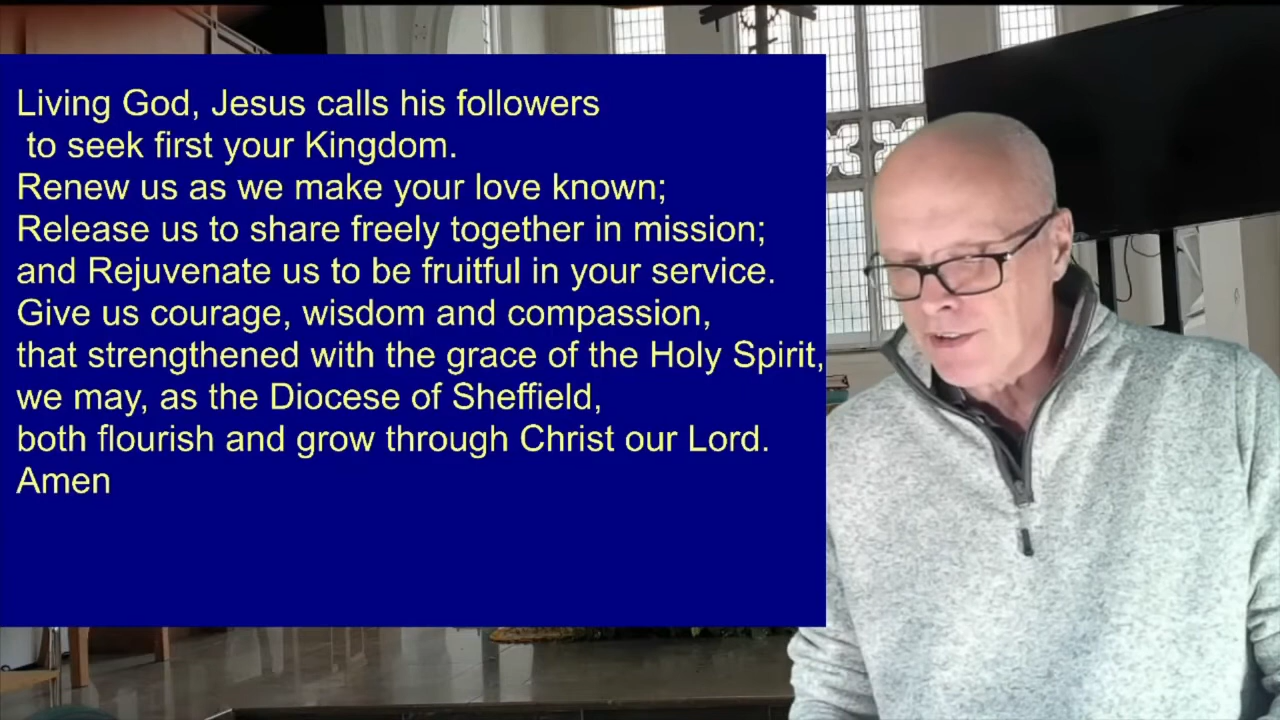 Living God, Jesus calls his followers
to seek first your Kingdom.
Renew us as we make your love known;
Release us to share freely together in mission;
and Rejuvenate us to be fruitful in your service.
Give us courage, wisdom and compassion,
that strengthened with the grace of the Holy Spirit,
we may, as the Diocese of Sheffield,
both flourish and grow through Christ our Lord.
Amen